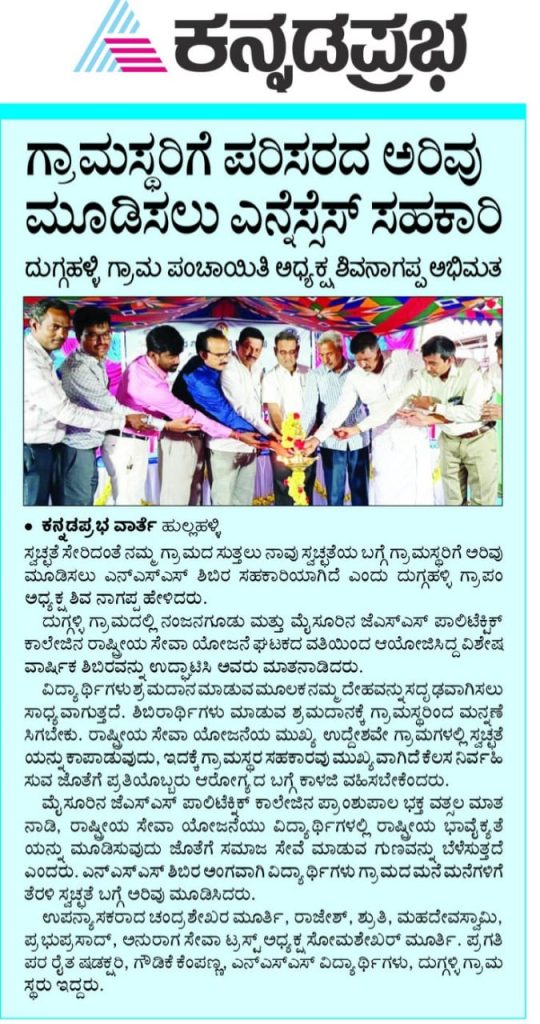 ಕನ್ನಡಪ್ರಭ
ಗ್ರಾಮಸ್ಥರಿಗೆ ಪರಿಸರದ ಅರಿವು
ಮೂಡಿಸಲು ಎನ್ನೆಸ್ಸೆಸ್ ಸಹಕಾರಿ
ದುಗ್ಗಹಳ್ಳಿ ಗ್ರಾಮ ಪಂಚಾಯಿತಿ ಅಧ್ಯಕ್ಷ ಶಿವನಾಗಪ್ಪ ಅಭಿಮತ
• ಕನ್ನಡಪ್ರಭ ವಾರ್ತೆ ಹುಲ್ಲಹಳ್ಳಿ
ಸ್ವಚ್ಛತೆ ಸೇರಿದಂತೆ ನಮ್ಮ ಗ್ರಾಮದ ಸುತ್ತಲು ನಾವು ಸ್ವಚ್ಛತೆಯ ಬಗ್ಗೆ ಗ್ರಾಮಸ್ಥರಿಗೆ ಅರಿವು
ಮೂಡಿಸಲು ಎನ್‌ಎಸ್‌ಎಸ್ ಶಿಬಿರ ಸಹಕಾರಿಯಾಗಿದೆ ಎಂದು ದುಗ್ಗಹಳ್ಳಿ ಗ್ರಾಪಂ
ಅಧ್ಯಕ್ಷ ಶಿವ ನಾಗಪ್ಪ ಹೇಳಿದರು.
ದುಗ್ಗಳ್ಳಿ ಗ್ರಾಮದಲ್ಲಿ ನಂಜನಗೂಡು ಮತ್ತು ಮೈಸೂರಿನ ಜೆಎಸ್‌ಎಸ್ ಪಾಲಿಟೆಕ್ನಿಕ್
ಕಾಲೇಜಿನ ರಾಷ್ಟ್ರೀಯ ಸೇವಾ ಯೋಜನೆ ಘಟಕದ ವತಿಯಿಂದ ಆಯೋಜಿಸಿದ್ದ ವಿಶೇಷ
ವಾರ್ಷಿಕ ಶಿಬಿರವನ್ನು ಉದ್ಘಾಟಿಸಿ ಅವರು ಮಾತನಾಡಿದರು.
ವಿದ್ಯಾರ್ಥಿಗಳು ಶ್ರಮದಾನ ಮಾಡುವ ಮೂಲಕ ನಮ್ಮ ದೇಹವನ್ನು ಸದೃಢವಾಗಿಸಲು
ಸಾಧ್ಯವಾಗುತ್ತದೆ. ಶಿಬಿರಾರ್ಥಿಗಳು ಮಾಡುವ ಶ್ರಮದಾನಕ್ಕೆ ಗ್ರಾಮಸ್ಥರಿಂದ ಮನ್ನಣೆ
ಸಿಗಬೇಕು. ರಾಷ್ಟ್ರೀಯ ಸೇವಾ ಯೋಜನೆಯ ಮುಖ್ಯ ಉದ್ದೇಶವೇ ಗ್ರಾಮಗಳಲ್ಲಿ ಸ್ವಚ್ಛತೆ
ಯನ್ನು ಕಾಪಾಡುವುದು, ಇದಕ್ಕೆ ಗ್ರಾಮಸ್ಥರ ಸಹಕಾರವು ಮುಖ್ಯವಾಗಿದೆ ಕೆಲಸ ನಿರ್ವಹಿ
ಸುವ ಜೊತೆಗೆ ಪ್ರತಿಯೊಬ್ಬರು ಆರೋಗ್ಯದ ಬಗ್ಗೆ ಕಾಳಜಿ ವಹಿಸಬೇಕೆಂದರು.
ಮೈಸೂರಿನ ಜೆಎಸ್‌ಎಸ್ ಪಾಲಿಟೆಕ್ನಿಕ್ ಕಾಲೇಜಿನ ಪ್ರಾಂಶುಪಾಲ ಭಕ್ತ ವತ್ಸಲ ಮಾತ
ನಾಡಿ, ರಾಷ್ಟ್ರೀಯ ಸೇವಾ ಯೋಜನೆಯು ವಿದ್ಯಾರ್ಥಿಗಳಲ್ಲಿ ರಾಷ್ಟ್ರೀಯ ಭಾವೈಕ್ಯತೆ
ಯನ್ನು ಮೂಡಿಸುವುದು ಜೊತೆಗೆ ಸಮಾಜ ಸೇವೆ ಮಾಡುವ ಗುಣವನ್ನು ಬೆಳೆಸುತ್ತದೆ
ಎಂದರು. ಎನ್‌ಎಸ್‌ಎಸ್ ಶಿಬಿರ ಅಂಗವಾಗಿ ವಿದ್ಯಾರ್ಥಿಗಳು ಗ್ರಾಮದ ಮನೆ ಮನೆಗಳಿಗೆ
ತೆರಳಿ ಸ್ವಚ್ಛತೆ ಬಗ್ಗೆ ಅರಿವು ಮೂಡಿಸಿದರು.
ಉಪನ್ಯಾಸಕರಾದ ಚಂದ್ರಶೇಖರ ಮೂರ್ತಿ, ರಾಜೇಶ್, ಶ್ರುತಿ, ಮಹದೇವಸ್ವಾಮಿ,
ಪ್ರಭುಪ್ರಸಾದ್, ಅನುರಾಗ ಸೇವಾ ಟ್ರಸ್ಟ್ ಅಧ್ಯಕ್ಷ ಸೋಮಶೇಖರ್ ಮೂರ್ತಿ. ಪ್ರಗತಿ
ಪರ ರೈತ ಷಡಕ್ಷರಿ, ಗೌಡಿಕೆ ಕೆಂಪಣ್ಣ, ಎನ್‌ಎಸ್‌ಎಸ್ ವಿದ್ಯಾರ್ಥಿಗಳು, ದುಗ್ಗಳ್ಳಿ ಗ್ರಾಮ
ಸ್ಥರು ಇದ್ದರು.